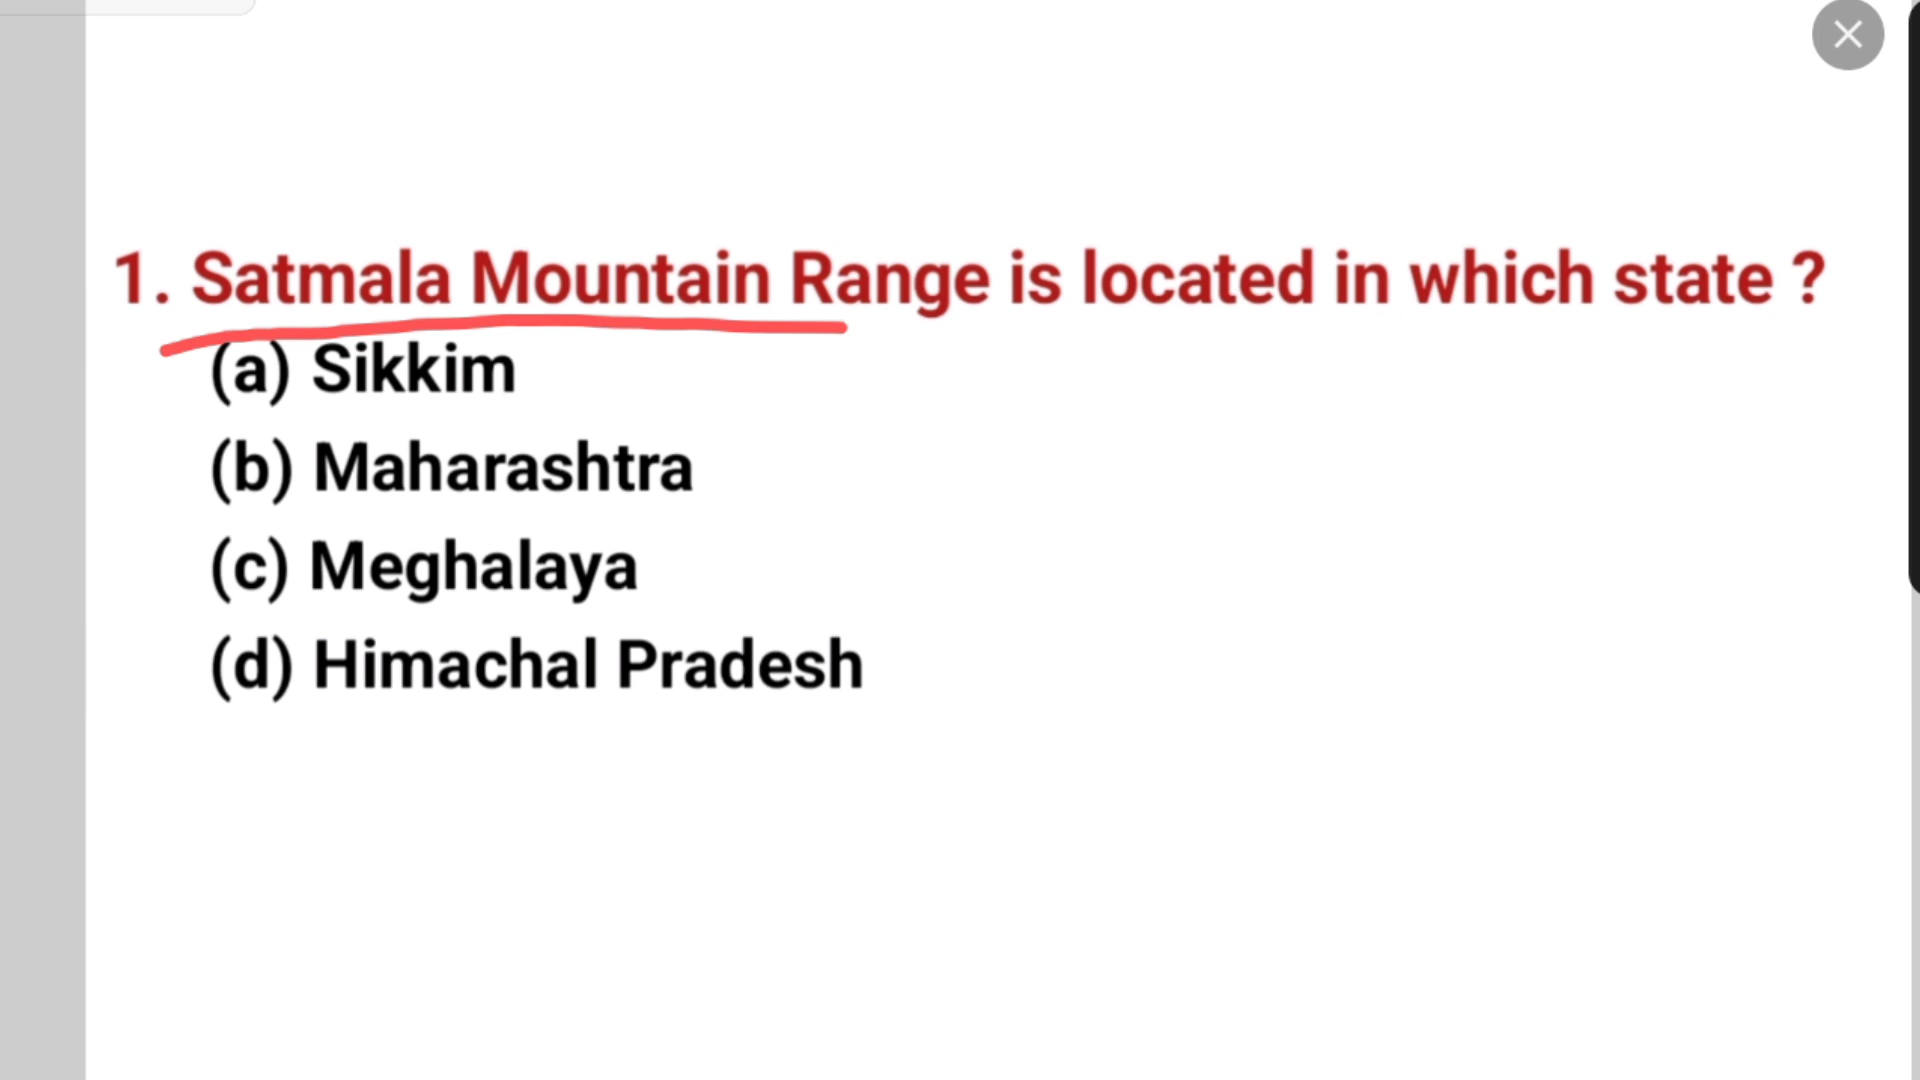 1. Satmala Mountain Range is located in which state ?
(a) Sikkim
(b) Maharashtra
(c) Meghalaya
(d) Himachal Pradesh